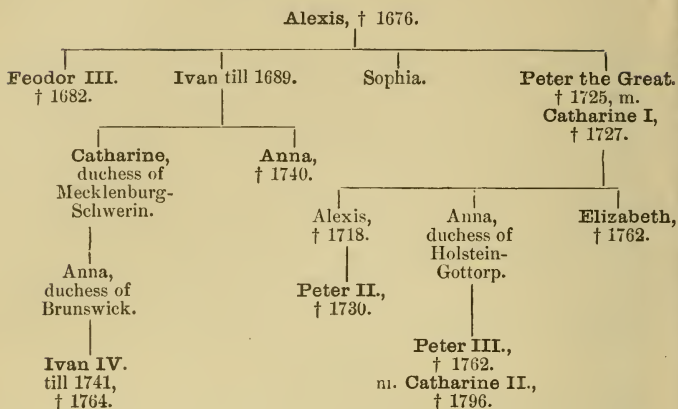 Alexis, † 1676.
Feodor III.
† 1682.
Ivan till 1689.
Sophia.
Peter the Great.
† 1725, m.
Catharine I,
† 1727.
Catharine,
duchess of
Mecklenburg-
Schwerin.
Anna,
† 1740.
Alexis,
† 1718.
Anna,
duchess of
Holstein-
Gottorp.
Elizabeth,
† 1762.
Anna,
duchess of
Brunswick.
Peter II.,
† 1730.
Ivan IV.
till 1741,
† 1764.
Peter III.,
† 1762.
m. Catharine II.,
† 1796.